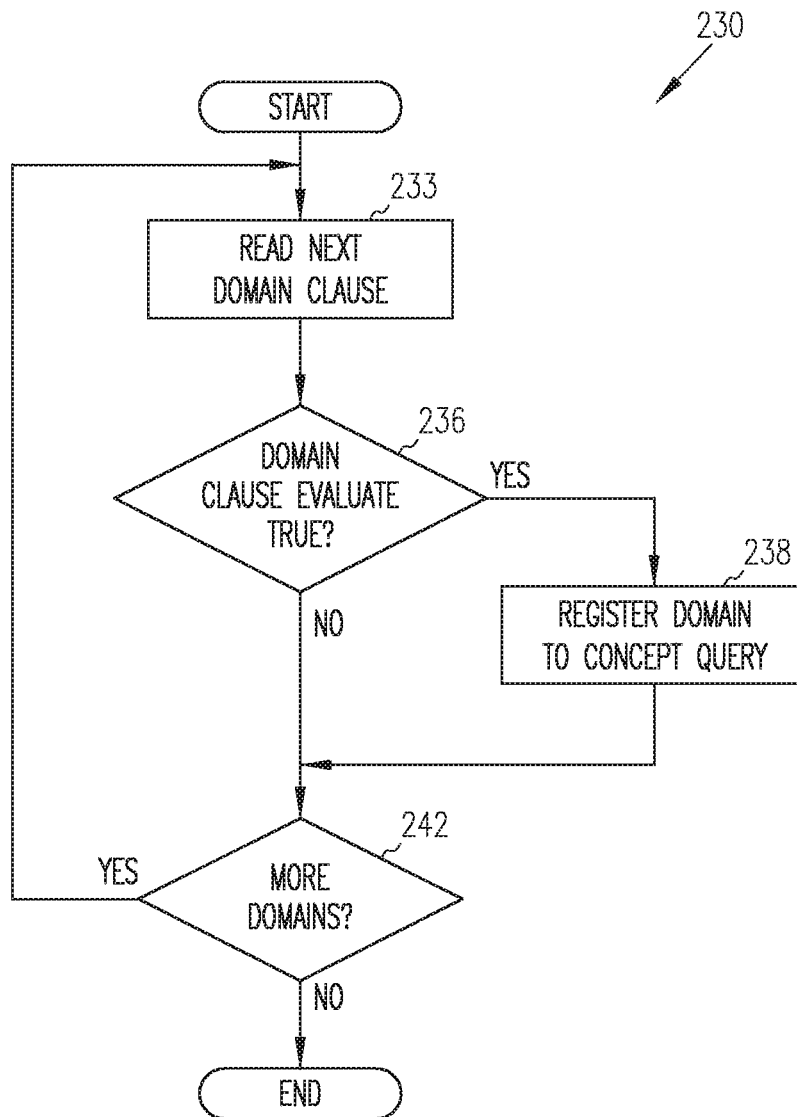 230
START
233
READ NEXT
DOMAIN CLAUSE
236
DOMAIN
CLAUSE EVALUATE
TRUE?
YES
238
REGISTER DOMAIN
TO CONCEPT QUERY
NO
242
YES
MORE
DOMAINS?
NO
END